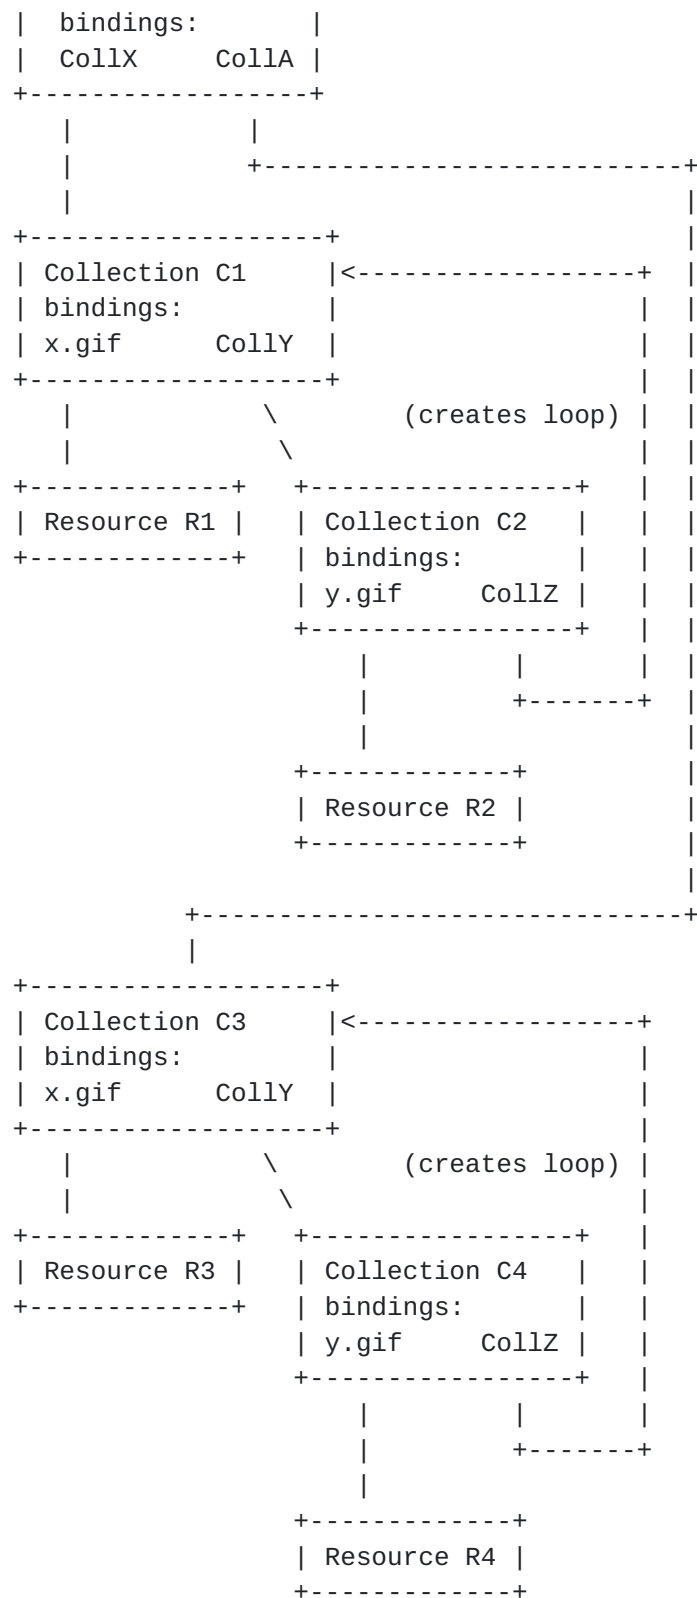 |  bindings:       |
|  CollX     CollA |
+------------------+
   |           |
   |           +---------------------------+
   |                                       |
+-------------------+                      |
| Collection C1     |<------------------+  |
| bindings:         |                   |  |
| x.gif      CollY  |                   |  |
+-------------------+                   |  |
   |            \        (creates loop) |  |
   |             \                      |  |
+-------------+   +-----------------+   |  |
| Resource R1 |   | Collection C2   |   |  |
+-------------+   | bindings:       |   |  |
                  | y.gif     CollZ |   |  |
                  +-----------------+   |  |
                      |         |       |  |
                      |         +-------+  |
                      |                    |
                  +-------------+          |
                  | Resource R2 |          |
                  +-------------+          |
                                           |
           +-------------------------------+
           |
+-------------------+
| Collection C3     |<------------------+
| bindings:         |                   |
| x.gif      CollY  |                   |
+-------------------+                   |
   |            \        (creates loop) |
   |             \                      |
+-------------+   +-----------------+   |
| Resource R3 |   | Collection C4   |   |
+-------------+   | bindings:       |   |
                  | y.gif     CollZ |   |
                  +-----------------+   |
                      |         |       |
                      |         +-------+
                      |
                  +-------------+
                  | Resource R4 |
                  +-------------+